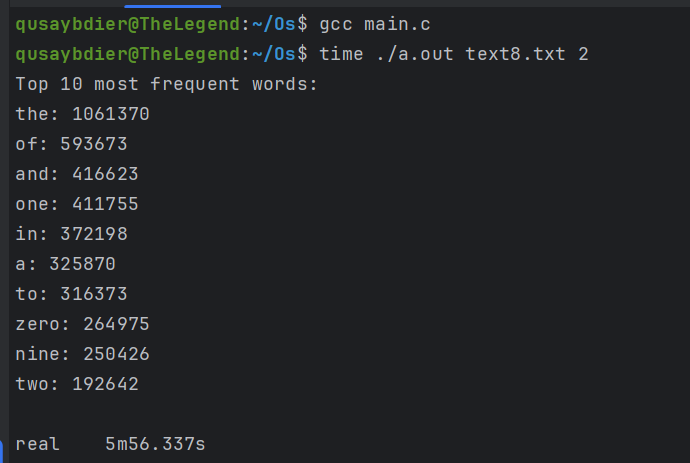 qusaybdier@TheLegend:~/Os$ gcc main.c
qusaybdier@TheLegend:~/Os$ time ./a.out text8.txt 2
Top 10 most frequent words:
the: 1061370
of: 593673
and: 416623
one: 411755
in: 372198
a: 325870
to: 316373
zero: 264975
nine: 250426
two: 192642

real    5m56.337s